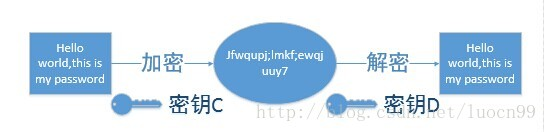 Hello
world,this is
my password
加密
密钥C
Jfwqupj;lmkf;ewqj
uuy7
解密
密钥D
Hello
world,this is
my password
http://blog.csdn.net/luocn99